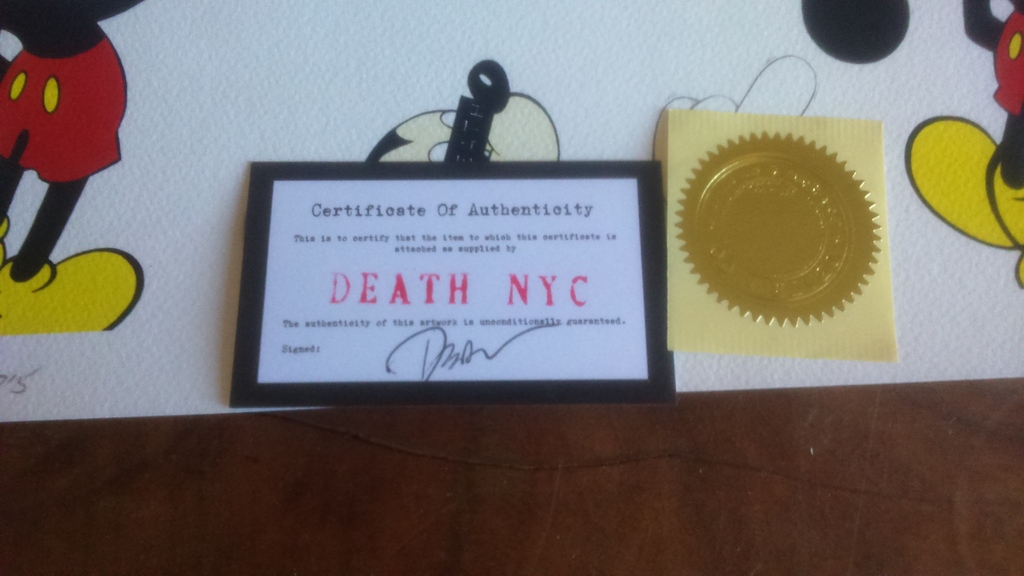 Certificate Of Authenticity
This is to certify that the item to which this certificate is
attached as supplied by
DEATH NYC
The authenticity of this artwork is unconditionally guaranteed.
Signed: